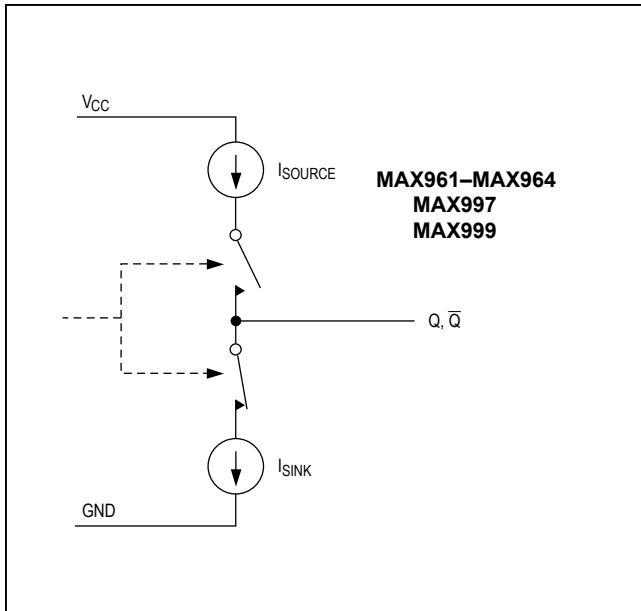 VCC
ISOURCE
MAX961–MAX964
MAX997
MAX999
Q, Q̅
ISINK
GND